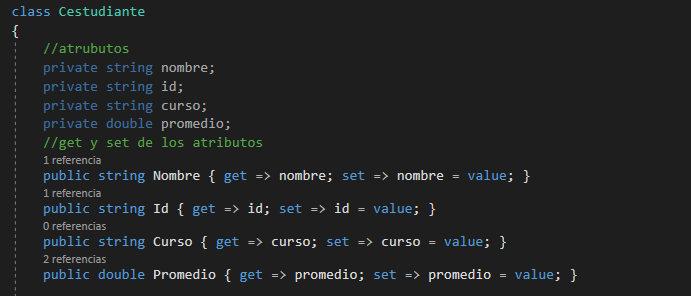 class Cestudiante
{
//atrubutos
private string nombre;
private string id;
private string curso;
private double promedio;
//get y set de los atributos
1 referencia
public string Nombre { get => nombre; set => nombre = value; }
1 referencia
public string Id { get => id; set => id = value; }
0 referencias
public string Curso { get => curso; set => curso = value; }
2 referencias
public double Promedio { get => promedio; set => promedio = value; }